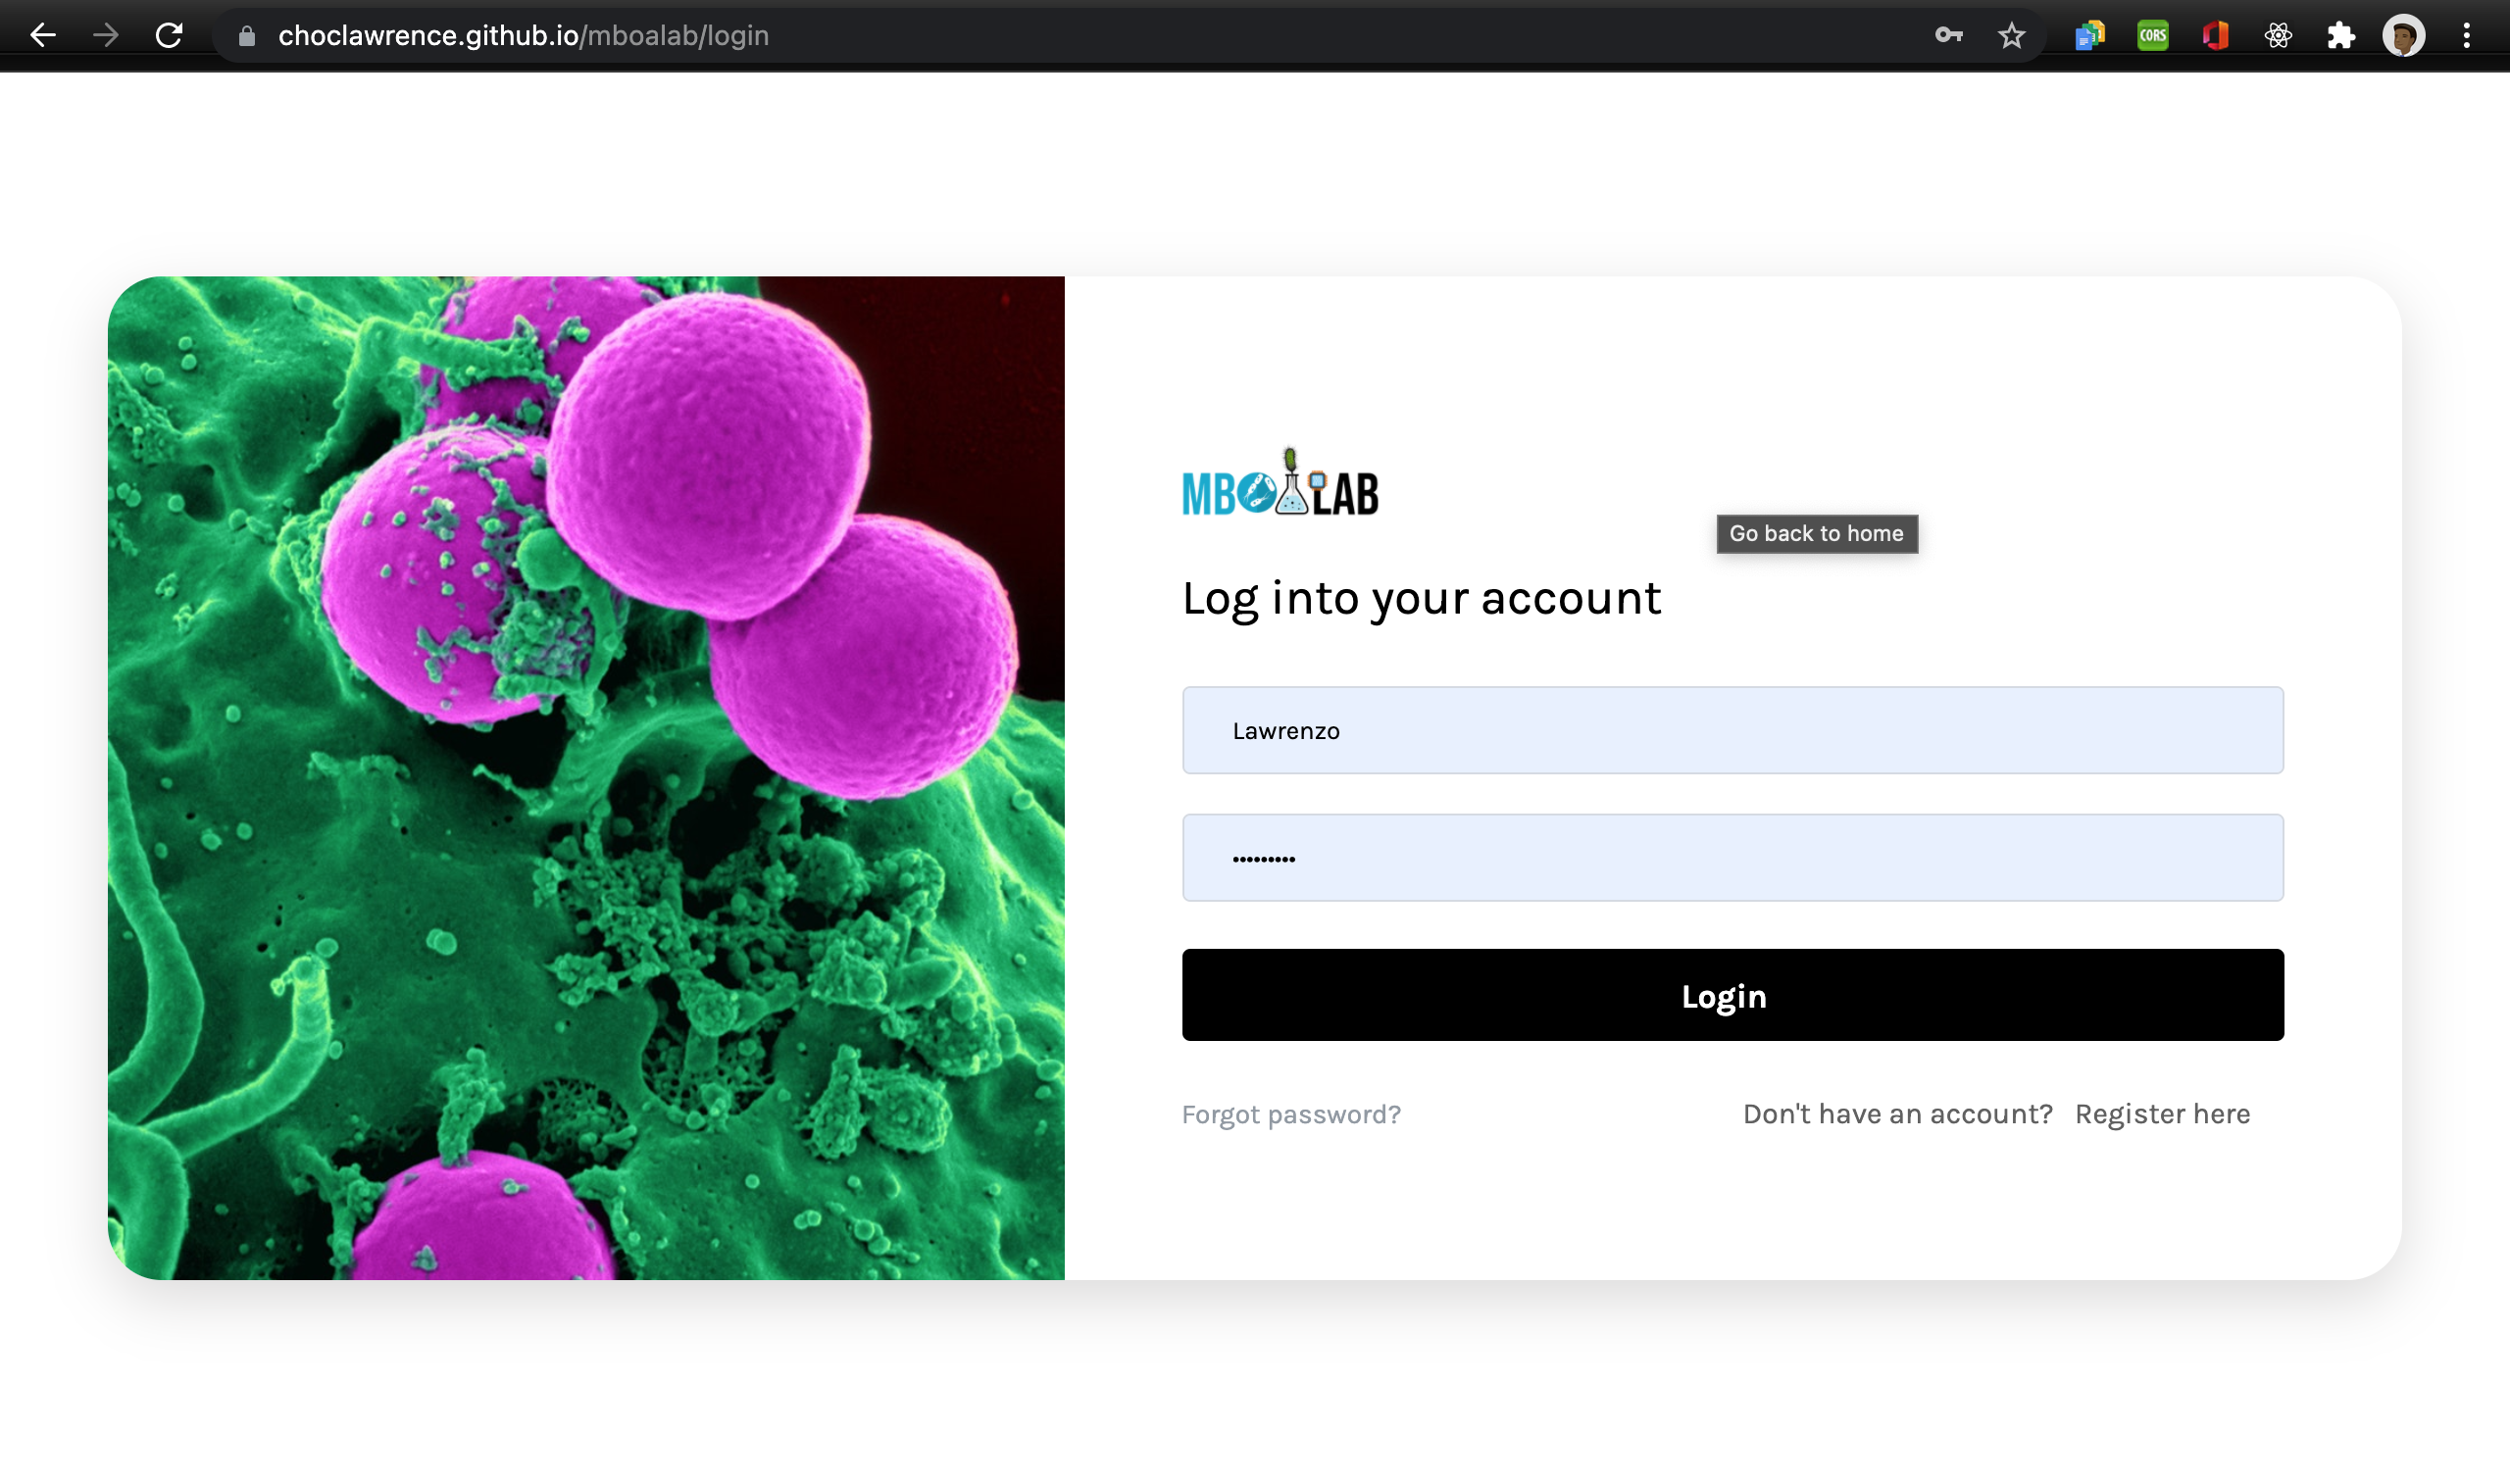 choclawrence.github.io/mboalab/login
CORS
MBOALAB
Go back to home
Log into your account
Lawrenzo
•••••••••
Login
Forgot password?
Don't have an account? Register here